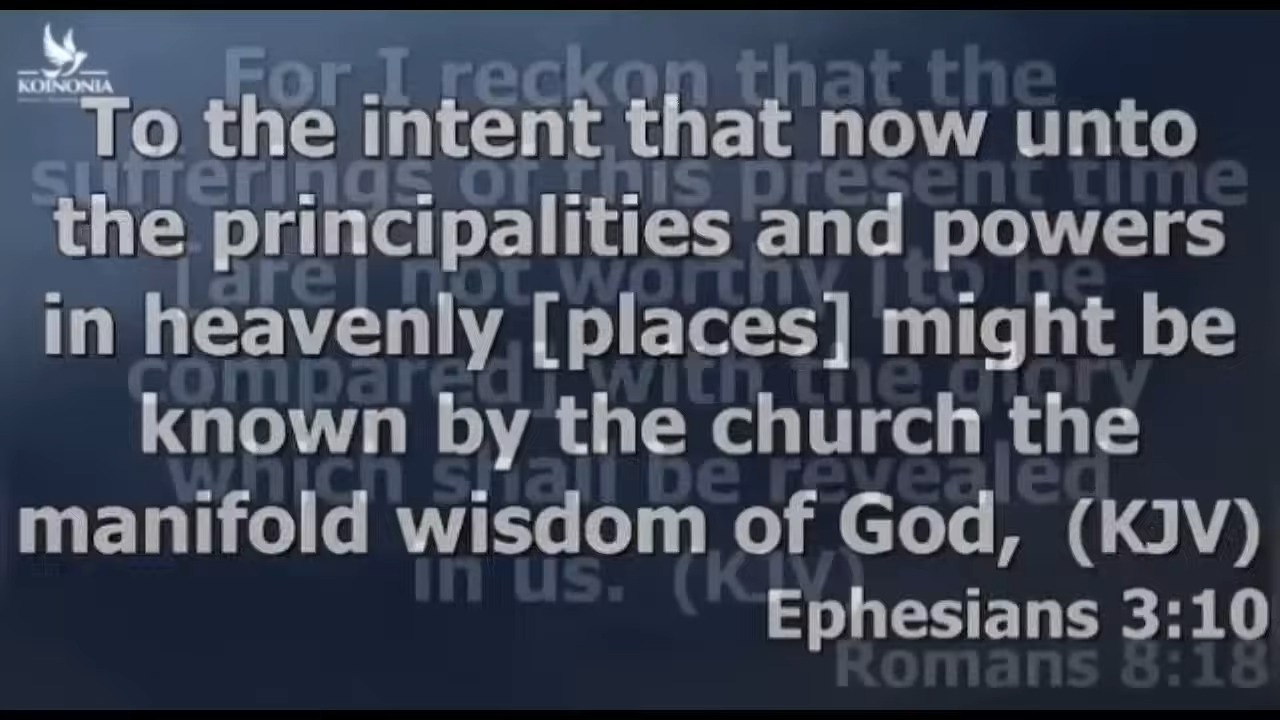 KOINONIA
For I reckon that the
To the intent that now unto
sufferings of this present time
the principalities and powers
[are] not worthy [to be
in heavenly [places] might be
compared] with the glory
known by the church the
which shall be revealed
manifold wisdom of God, (KJV)
in us. (KJV)
Ephesians 3:10
Romans 8:18